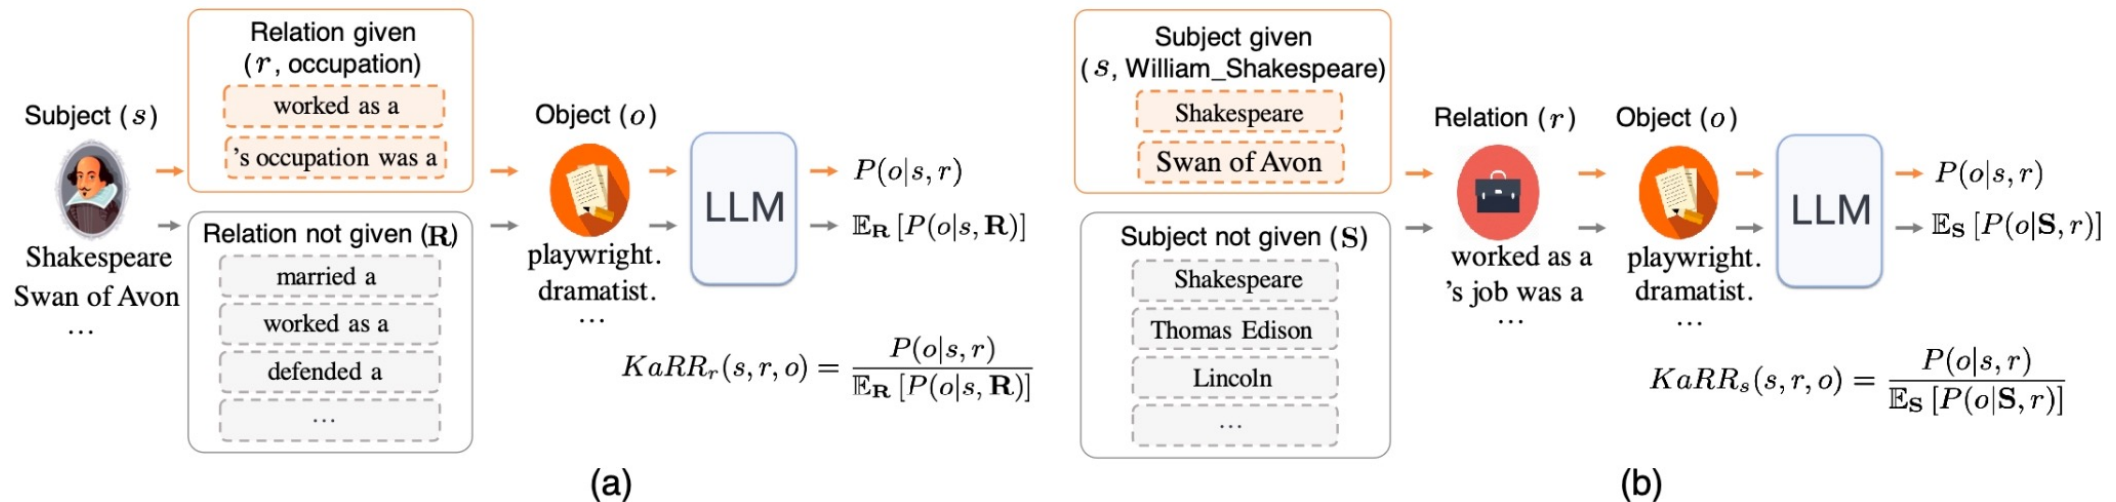 Relation given
(r, occupation)
worked as a
's occupation was a
Subject (s)
Shakespeare
Swan of Avon
...
Relation not given (R)
married a
worked as a
defended a
...
Object (o)
playwright.
dramatist.
...
LLM
P(o|s, r)
𝔼_R [P(o|s, R)]
KaRR_r(s, r, o) = P(o|s, r) / 𝔼_R [P(o|s, R)]
(a)
Subject given
(s, William_Shakespeare)
Shakespeare
Swan of Avon
Subject not given (S)
Shakespeare
Thomas Edison
Lincoln
...
Relation (r)
worked as a
's job was a
...
Object (o)
playwright.
dramatist.
...
LLM
P(o|s, r)
𝔼_S [P(o|S, r)]
KaRR_s(s, r, o) = P(o|s, r) / 𝔼_S [P(o|S, r)]
(b)